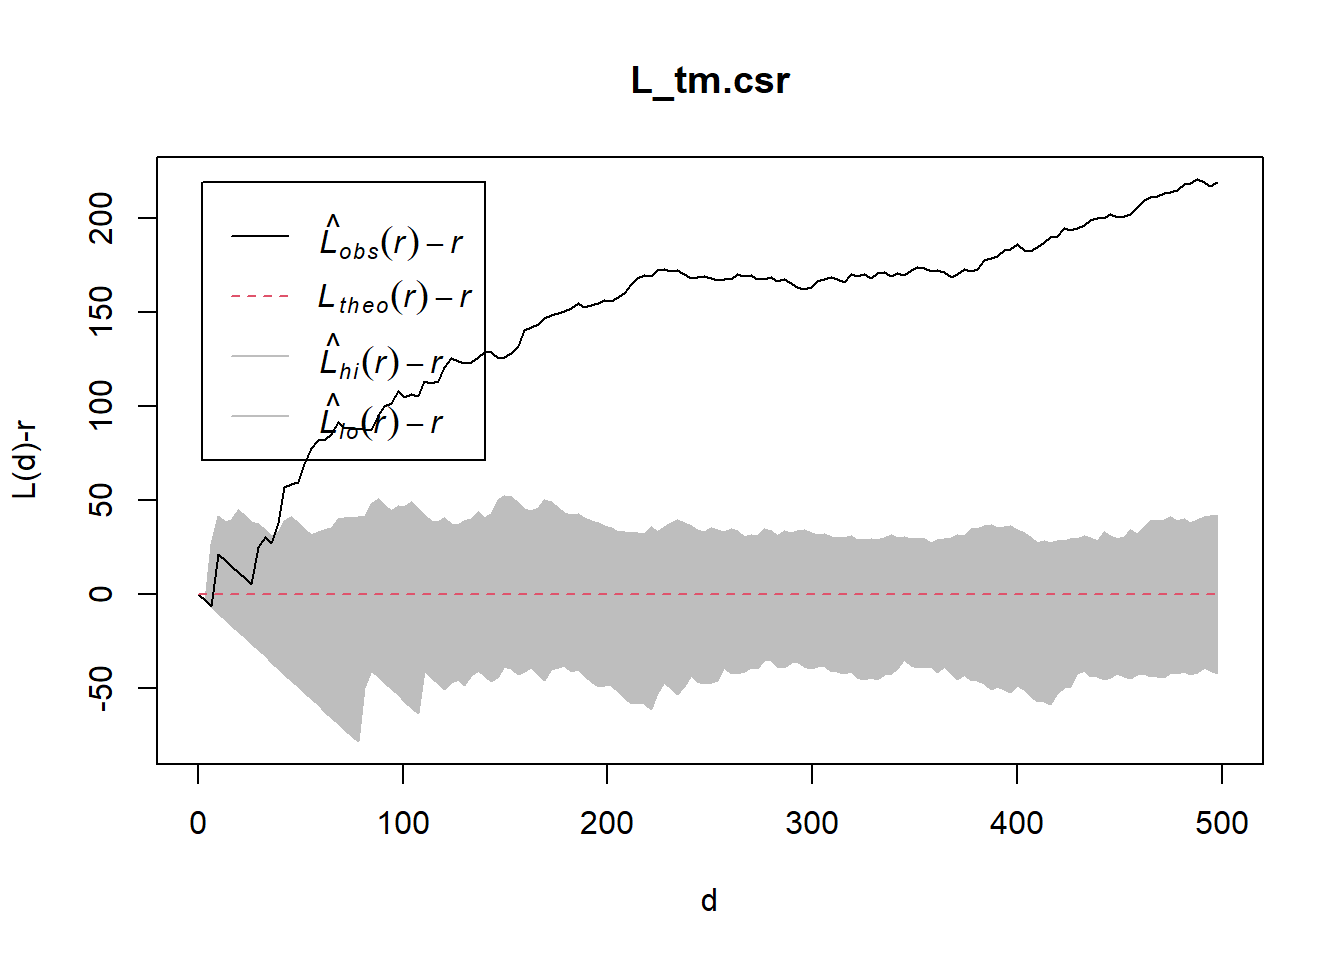 L_tm.csr
L̂obs(r) − r
Ltheo(r) − r
L̂hi(r) − r
L̂lo(r) − r
L(d)-r
200
150
100
50
0
-50
0 100 200 300 400 500
d